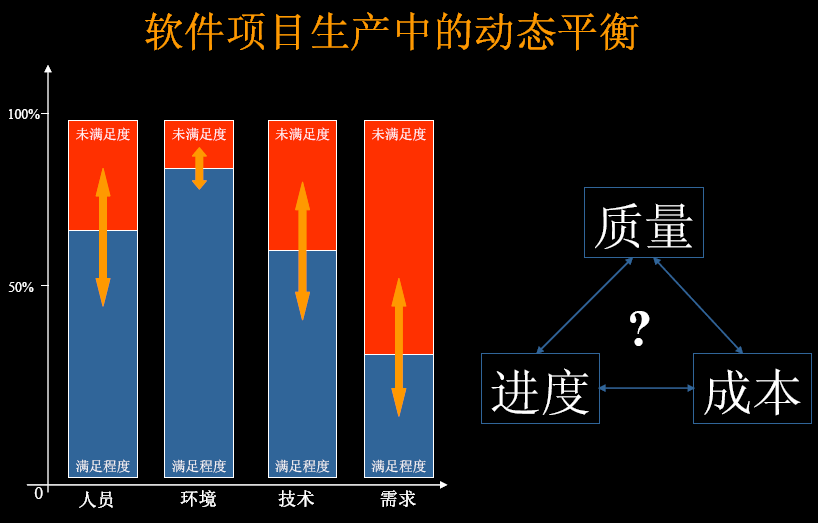 软件项目生产中的动态平衡
100%
未满足度
未满足度
未满足度
未满足度
50%
满足程度
满足程度
满足程度
满足程度
0
人员
环境
技术
需求
质量
?
进度
成本